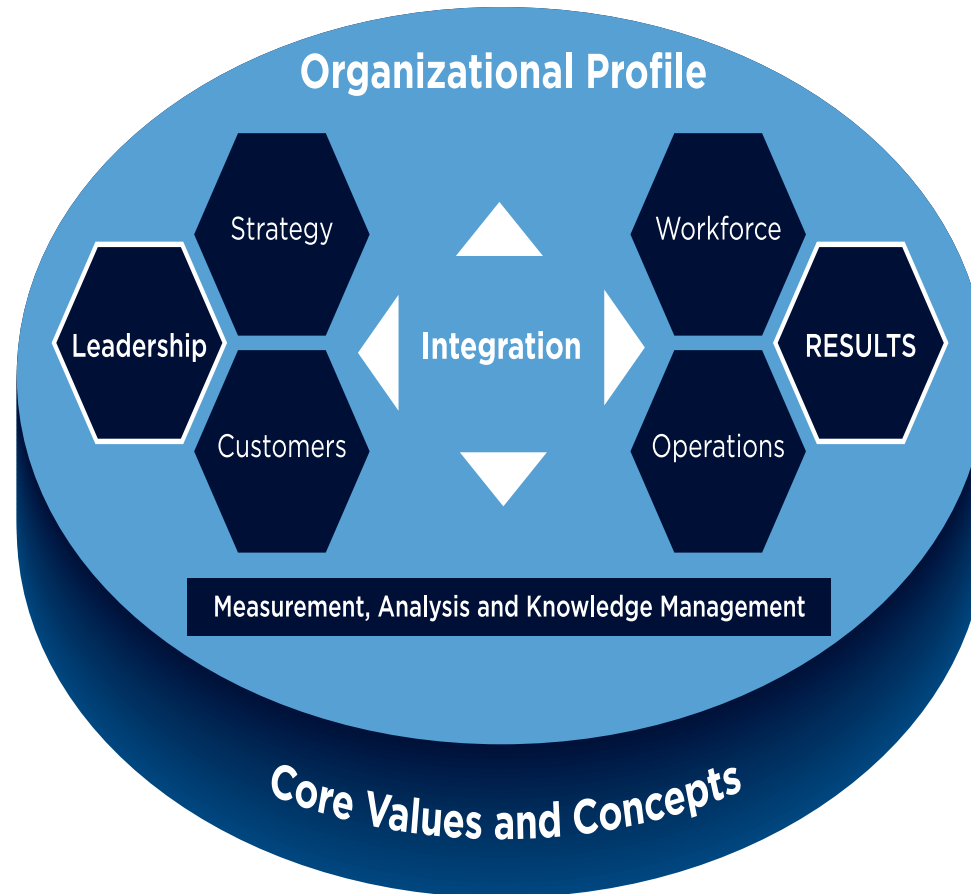 Organizational Profile
Strategy
Workforce
Leadership
Integration
RESULTS
Customers
Operations
Measurement, Analysis and Knowledge Management
Core Values and Concepts